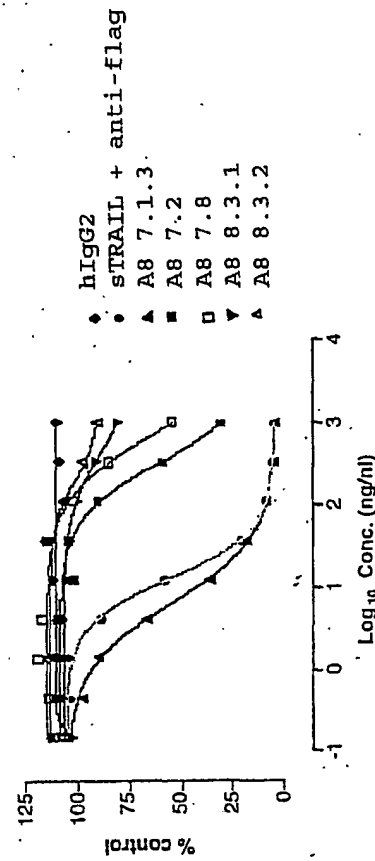 125
100
75
50
25
0
% control
-1
0
1
2
3
4
Log10 Conc. (ng/nl)
hIgG2
sTRAIL + anti-flag
A8 7.1.3
A8 7.2
A8 7.8
A8 8.3.1
A8 8.3.2